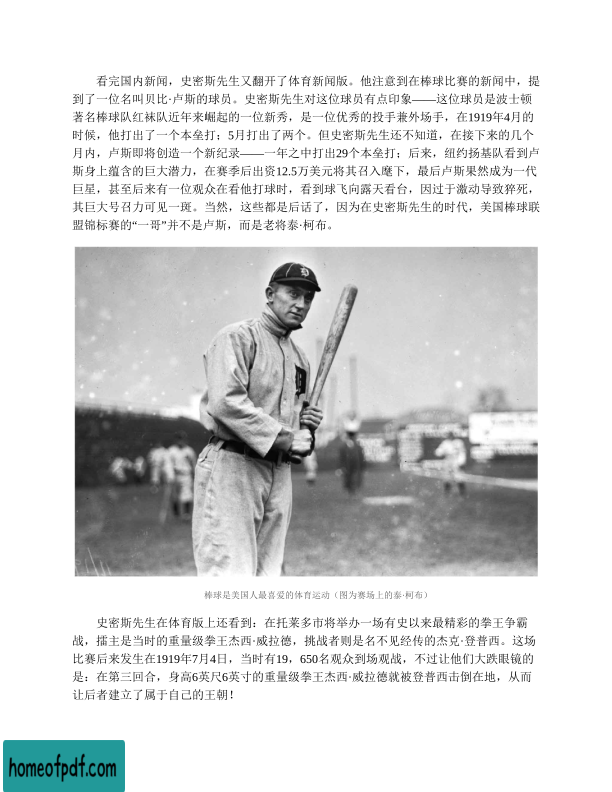 看完国内新闻，史密斯先生又翻开了体育新闻版。他注意到在棒球比赛的新闻中，提
到了一位名叫贝比·卢斯的球员。史密斯先生对这位球员有点印象——这位球员是波士顿
著名棒球队红袜队近年来崛起的一位新秀，是一位优秀的投手兼外场手，在1919年4月的
时候，他打出了一个本垒打；5月打出了两个。但史密斯先生还不知道，在接下来的几个
月内，卢斯即将创造一个新纪录——一年之中打出29个本垒打；后来，纽约扬基队看到卢
斯身上蕴含的巨大潜力，在赛季后出资12.5万美元将其召入麾下，最后卢斯果然成为一代
巨星，甚至后来有一位观众在看他打球时，看到球飞向露天看台，因过于激动导致猝死，
其巨大号召力可见一斑。当然，这些都是后话了，因为在史密斯先生的时代，美国棒球联
盟锦标赛的“一哥”并不是卢斯，而是老将泰·柯布。
D
D
棒球是美国人最喜爱的体育运动（图为赛场上的泰·柯布）
史密斯先生在体育版上还看到：在托莱多市将举办一场有史以来最精彩的拳王争霸
战，擂主是当时的重量级拳王杰西·威拉德，挑战者则是名不见经传的杰克·登普西。这场
比赛后来发生在1919年7月4日，当时有19，650名观众到场观战，不过让他们大跌眼镜的
是：在第三回合，身高6英尺6英寸的重量级拳王杰西·威拉德就被登普西击倒在地，从而
让后者建立了属于自己的王朝！
homeofpdf.com